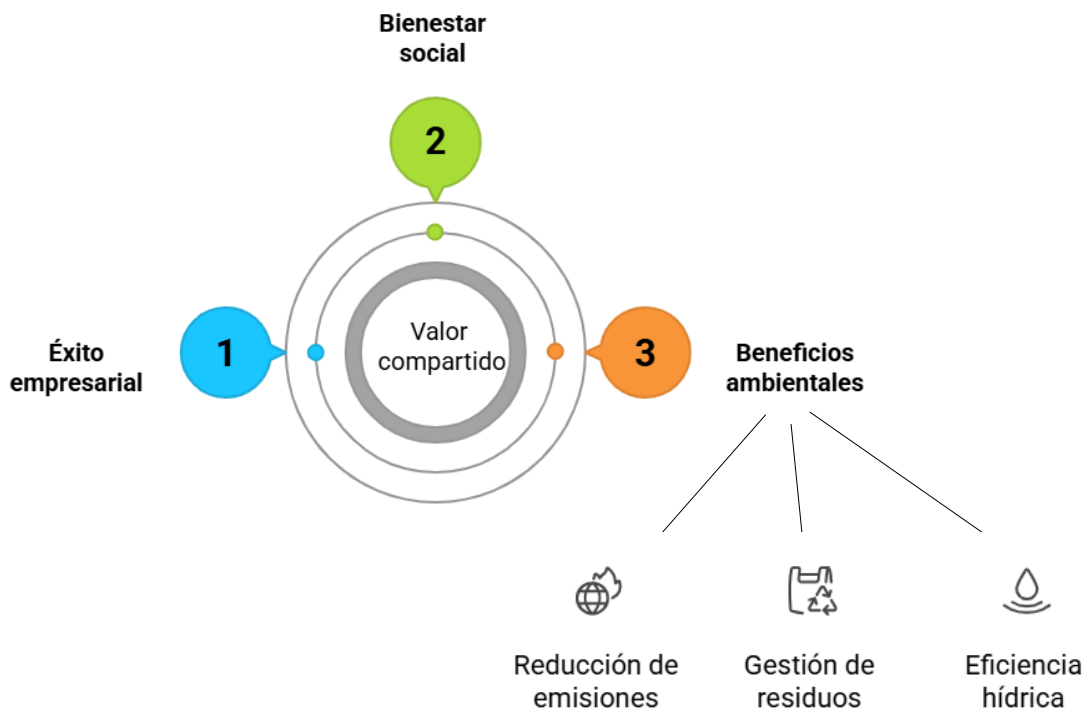 Bienestar
social
2
Éxito
empresarial
1
Valor
compartido
3
Beneficios
ambientales
Reducción de
emisiones
Gestión de
residuos
Eficiencia
hídrica